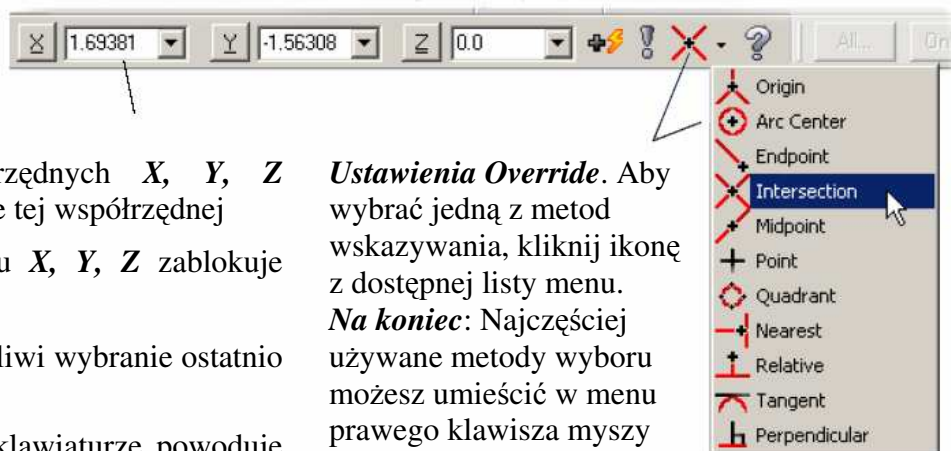 X 1.69381 Y -1.56308 Z 0.0 All...
Origin
Arc Center
Endpoint
Intersection
Midpoint
Point
Quadrant
Nearest
Relative
Tangent
Perpendicular
rzędnych X, Y, Z
e tej współrzędnej
u X, Y, Z zablokuje
liwi wybranie ostatnio
klawiaturze powoduje
Ustawienia Override. Aby
wybrać jedną z metod
wskazywania, kliknij ikonę
z dostępnej listy menu.
Na koniec: Najczęściej
używane metody wyboru
możesz umieścić w menu
prawego klawisza myszy